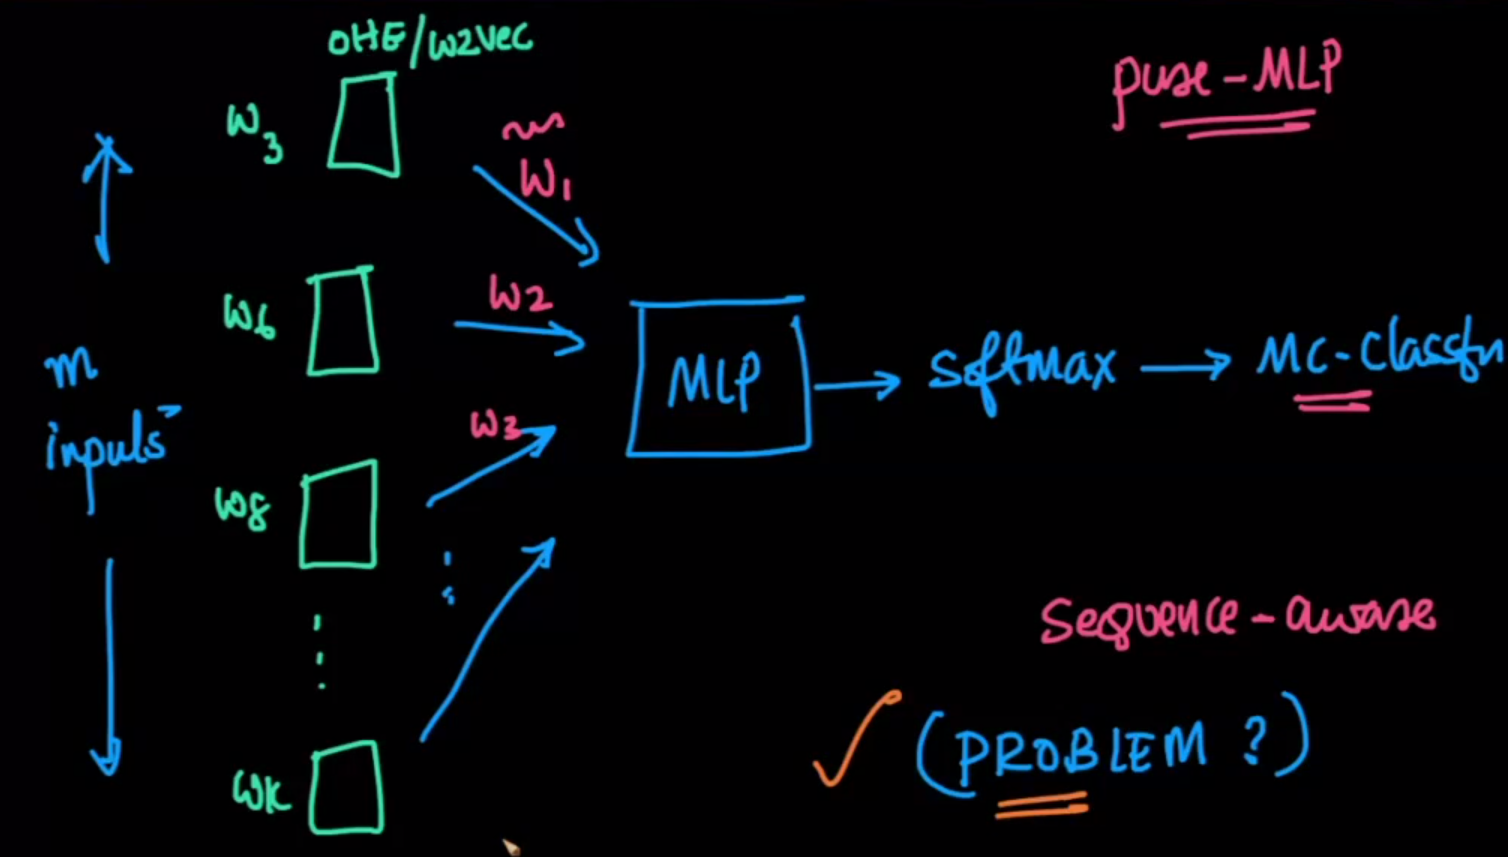 OHE/W2Vec
pure-MLP
W3
W1
W6
W2
m
inputs
MLP
softmax
MC-Classfn
W3
W8
Sequence-aware
(PROBLEM?)
WK